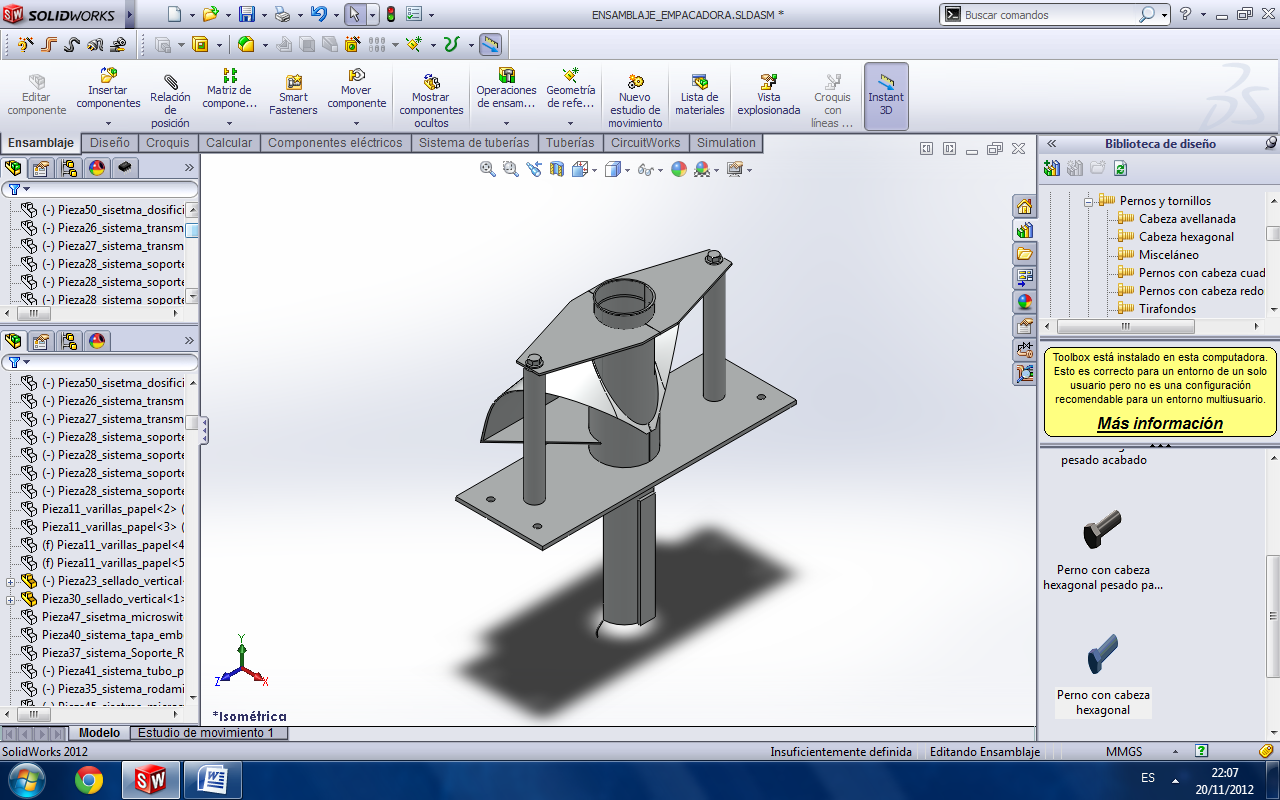 SOLIDWORKS
ENSAMBLAJE_EMPACADORA.SLDASM *
Buscar comandos
Editar componente
Insertar componentes
Relación de posición
Matriz de compone...
Smart Fasteners
Mover componente
Mostrar componentes ocultos
Operaciones de ensam...
Geometría de refe...
Nuevo estudio de movimiento
Lista de materiales
Vista explosionada
Croquis con líneas ...
Instant 3D
Ensamblaje Diseño Croquis Calcular Componentes eléctricos Sistema de tuberías Tuberías CircuitWorks Simulation
(-) Pieza50_sisetma_dosifici
(-) Pieza26_sistema_transm
(-) Pieza27_sistema_transm
(-) Pieza28_sistema_soporte
(-) Pieza28_sistema_soporte
(-) Pieza28_sistema_soporte
(-) Pieza50_sisetma_dosifici
(-) Pieza26_sistema_transm
(-) Pieza27_sistema_transm
(-) Pieza28_sistema_soporte
(-) Pieza28_sistema_soporte
(-) Pieza28_sistema_soporte
(-) Pieza28_sistema_soporte
Pieza11_varillas_papel<2> (
Pieza11_varillas_papel<3> (
(f) Pieza11_varillas_papel<4
(f) Pieza11_varillas_papel<5
(-) Pieza23_sellado_vertical
Pieza30_sellado_vertical<1>
Pieza47_sisetma_microswit
Pieza40_sistema_tapa_emb
Pieza37_sistema_Soporte_R
(-) Pieza41_sistema_tubo_p
(-) Pieza35_sistema_rodami
Y
Z
X
*Isométrica
Biblioteca de diseño
Pernos y tornillos
Cabeza avellanada
Cabeza hexagonal
Misceláneo
Pernos con cabeza cuad
Pernos con cabeza redo
Tirafondos
Toolbox está instalado en esta computadora.
Esto es correcto para un entorno de un solo
usuario pero no es una configuración
recomendable para un entorno multiusuario.
Más información
pesado acabado
Perno con cabeza
hexagonal pesado pa...
Perno con cabeza
hexagonal
Modelo Estudio de movimiento 1
SolidWorks 2012
Insuficientemente definida Editando Ensamblaje MMGS
ES
22:07
20/11/2012